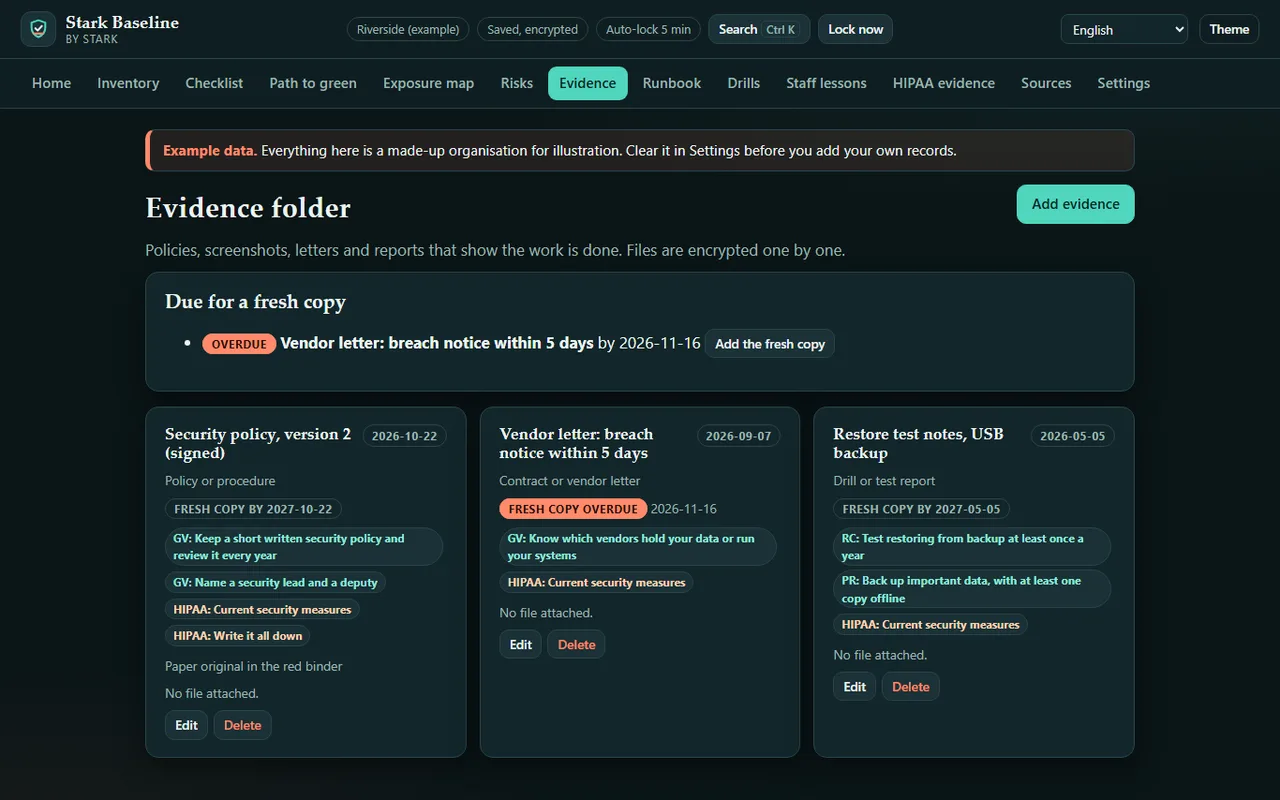 Stark Baseline
BY STARK
Riverside (example)
Saved, encrypted
Auto-lock 5 min
Search Ctrl K
Lock now
English
Theme
Home
Inventory
Checklist
Path to green
Exposure map
Risks
Evidence
Runbook
Drills
Staff lessons
HIPAA evidence
Sources
Settings
Example data. Everything here is a made-up organisation for illustration. Clear it in Settings before you add your own records.
Evidence folder
Add evidence
Policies, screenshots, letters and reports that show the work is done. Files are encrypted one by one.
Due for a fresh copy
OVERDUE Vendor letter: breach notice within 5 days by 2026-11-16 Add the fresh copy
Security policy, version 2
(signed)
2026-10-22
Policy or procedure
FRESH COPY BY 2027-10-22
GV: Keep a short written security policy and
review it every year
GV: Name a security lead and a deputy
HIPAA: Current security measures
HIPAA: Write it all down
Paper original in the red binder
No file attached.
Edit
Delete
Vendor letter: breach
notice within 5 days
2026-09-07
Contract or vendor letter
FRESH COPY OVERDUE 2026-11-16
GV: Know which vendors hold your data or run
your systems
HIPAA: Current security measures
No file attached.
Edit
Delete
Restore test notes, USB
backup
2026-05-05
Drill or test report
FRESH COPY BY 2027-05-05
RC: Test restoring from backup at least once a
year
PR: Back up important data, with at least one
copy offline
HIPAA: Current security measures
No file attached.
Edit
Delete